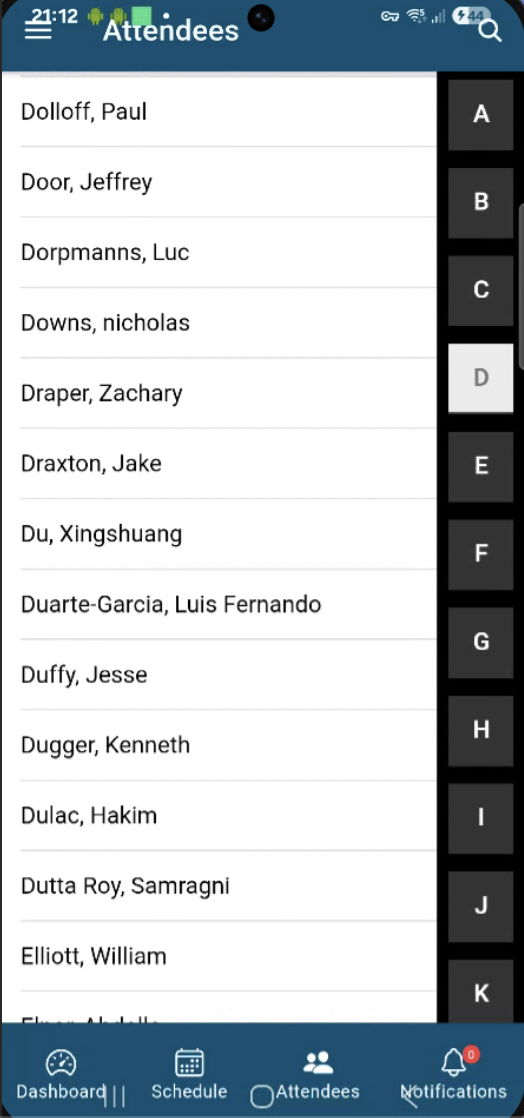 21:12
44
Attendees
Dolloff, Paul
Door, Jeffrey
Dorpmanns, Luc
Downs, nicholas
Draper, Zachary
Draxton, Jake
Du, Xingshuang
Duarte-Garcia, Luis Fernando
Duffy, Jesse
Dugger, Kenneth
Dulac, Hakim
Dutta Roy, Samragni
Elliott, William
A
B
C
D
E
F
G
H
I
J
K
0
Dashboard
Schedule
Attendees
Notifications